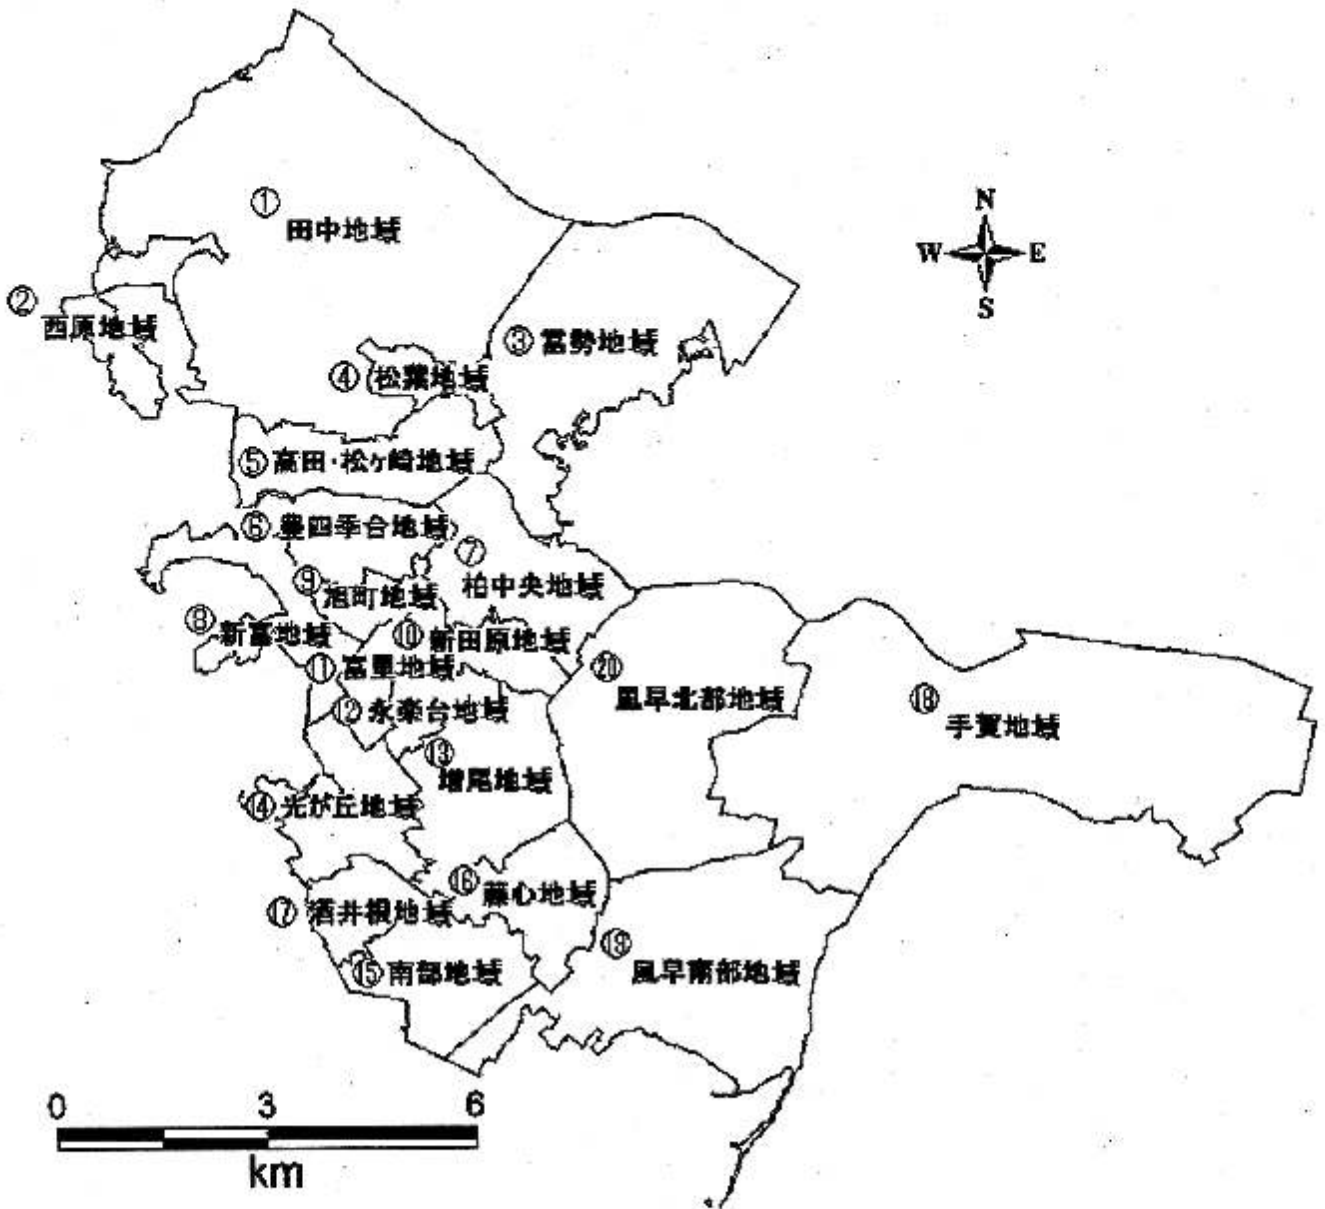 ① 田中地域
N
W E
S
② 西原地域
③ 富勢地域
④ 松葉地域
⑤ 高田・松ヶ崎地域
⑥ 豊四季台地域
⑦ 柏中央地域
⑨ 旭町地域
⑧ 新富地域
⑩ 新田原地域
⑪ 富里地域
⑳ 風早北部地域
⑱ 手賀地域
⑫ 永楽台地域
⑬ 増尾地域
⑭ 光が丘地域
⑯ 藤心地域
⑰ 酒井根地域
⑲ 風早南部地域
⑮ 南部地域
0 3 6
km